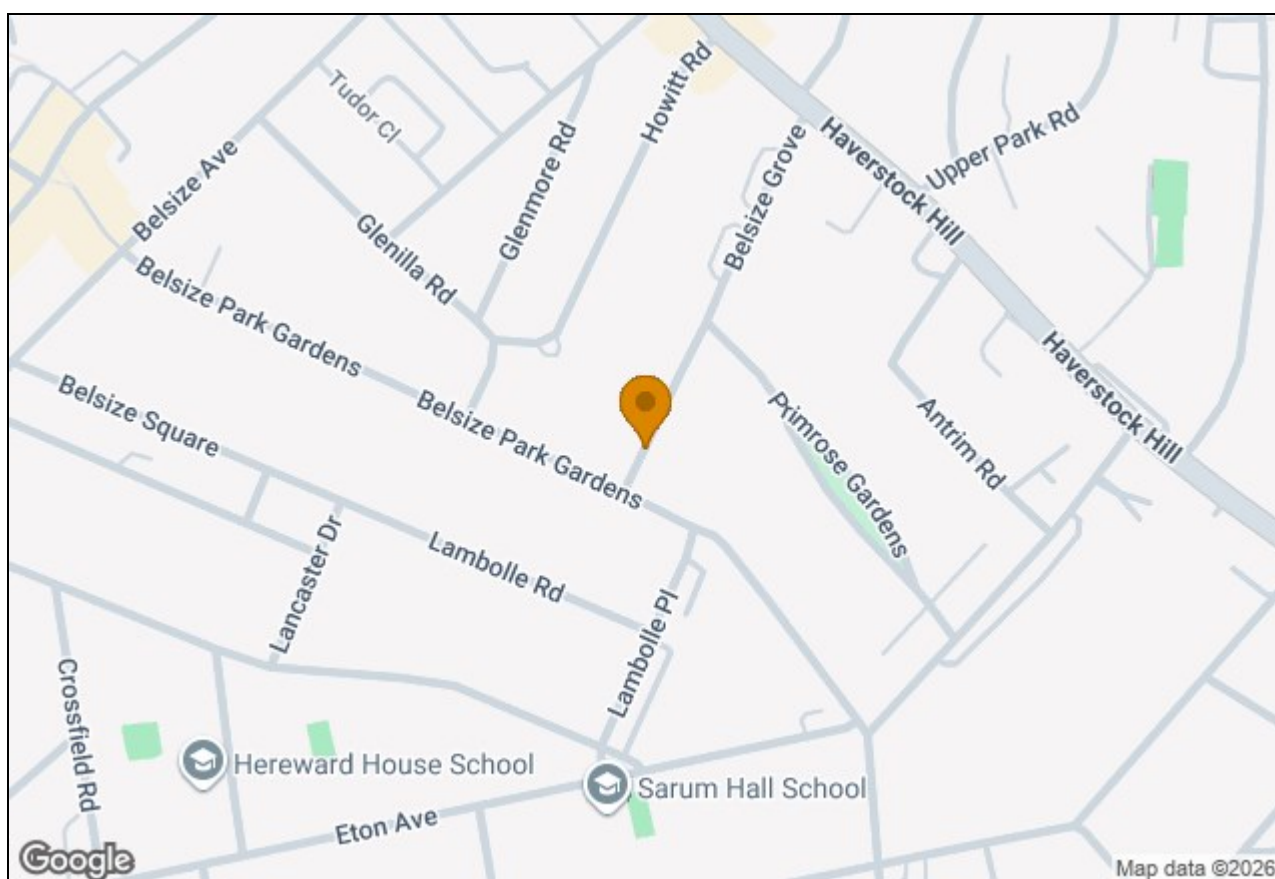 Tudor Cl
Howitt Rd
Glenmore Rd
Haverstock Hill
Upper Park Rd
Belsize Ave
Belsize Grove
Glenilla Rd
Belsize Park Gardens
Haverstock Hill
Belsize Square
Belsize Park Gardens
Primrose Gardens
Antrim Rd
Lancaster Dr
Lambolle Rd
Lambolle Pl
Crossfield Rd
Hereward House School
Sarum Hall School
Eton Ave
Google
Map data ©2026